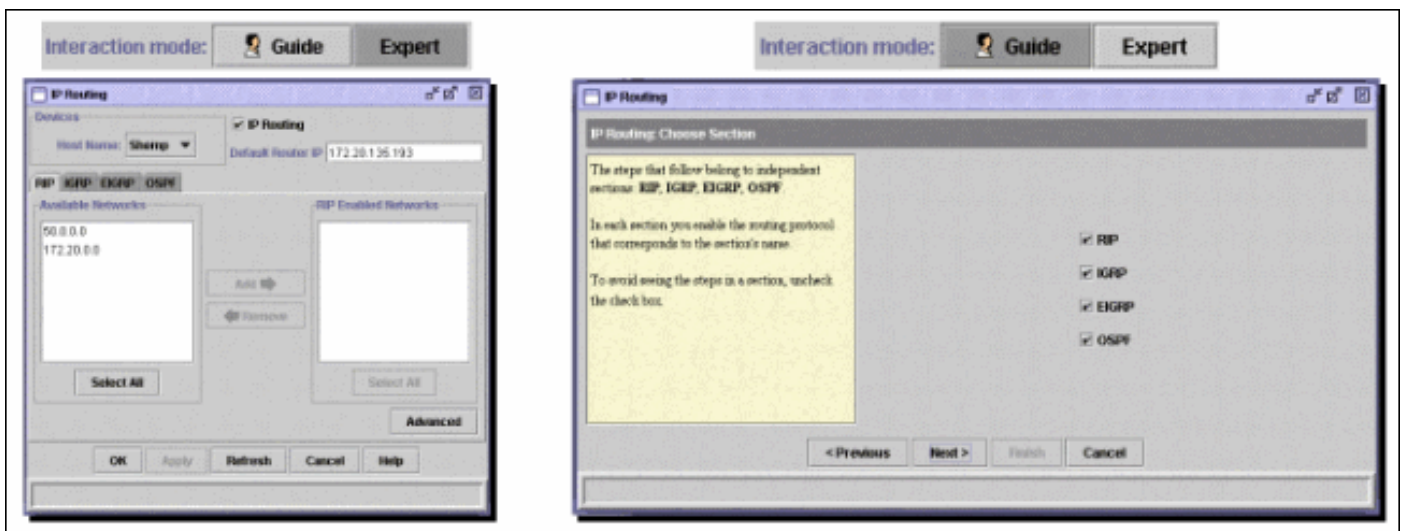 Interaction mode: Guide Expert
IP Routing
Devices
Host Name: Shemp
IP Routing
Default Router IP 172.20.135.193
RIP IGRP EIGRP OSPF
Available Networks
50.0.0.0
172.20.0.0
Select All
Add
Remove
RIP Enabled Networks
Select All
Advanced
OK Apply Refresh Cancel Help
Interaction mode: Guide Expert
IP Routing
IP Routing: Choose Section
The steps that follow belong to independent
sections: RIP, IGRP, EIGRP, OSPF.
In each section you enable the routing protocol
that corresponds to the section's name.
To avoid seeing the steps in a section, uncheck
the check box.
RIP
IGRP
EIGRP
OSPF
< Previous Next > Finish Cancel